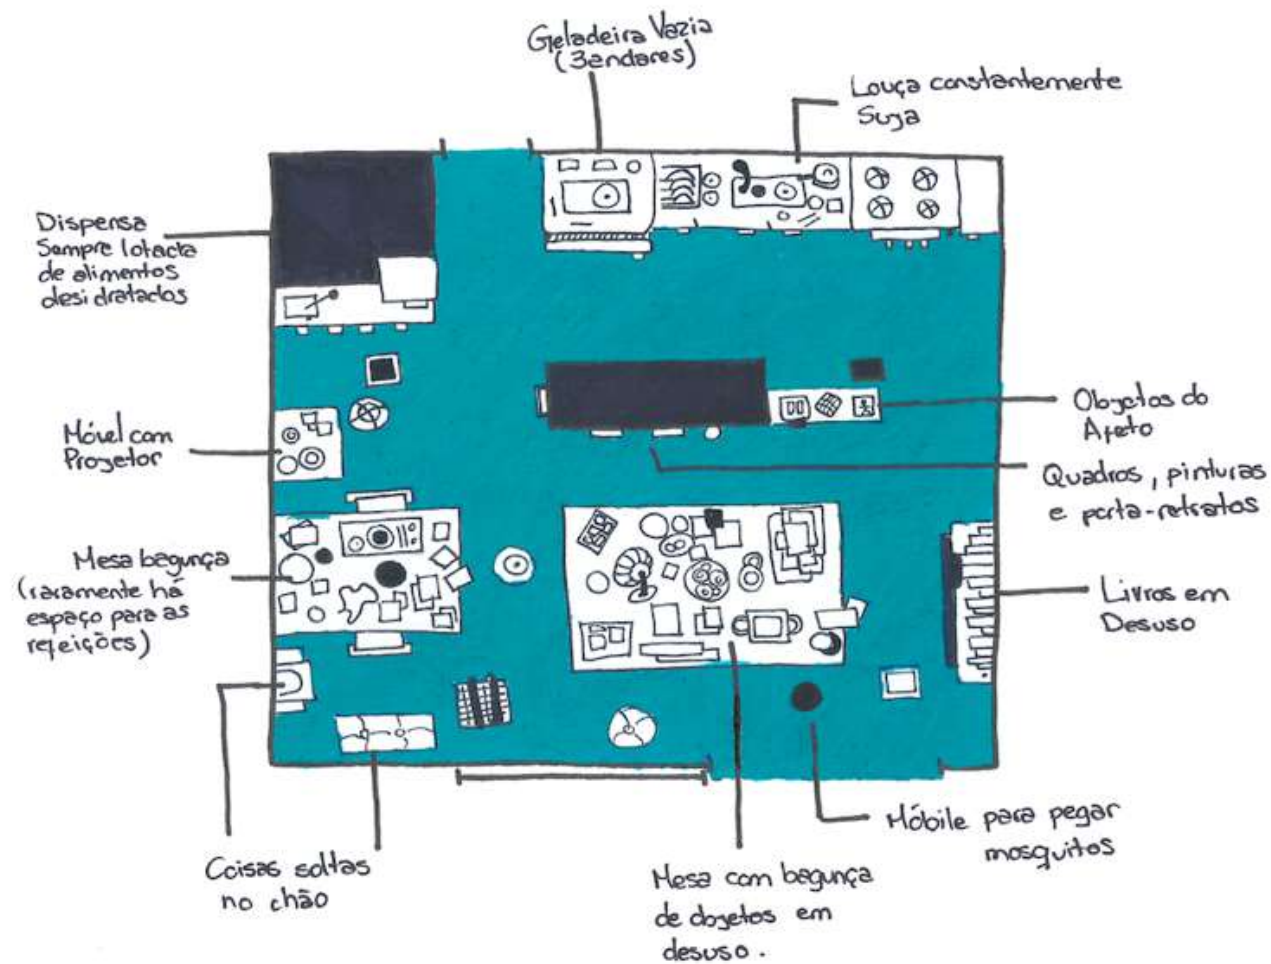 Geladeira Vazia
(3andares)
Louça constantemente
Suja
Dispensa
Sempre lotada
de alimentos
desidratados
Móvel com
Projetor
Objetos do
Afeto
Quadros, pinturas
e porta-retratos
Mesa bagunça
(raramente há
espaço para as
refeições)
Livros em
Desuso
Móbile para pegar
mosquitos
Coisas soltas
no chão
Mesa com bagunça
de objetos em
desuso.